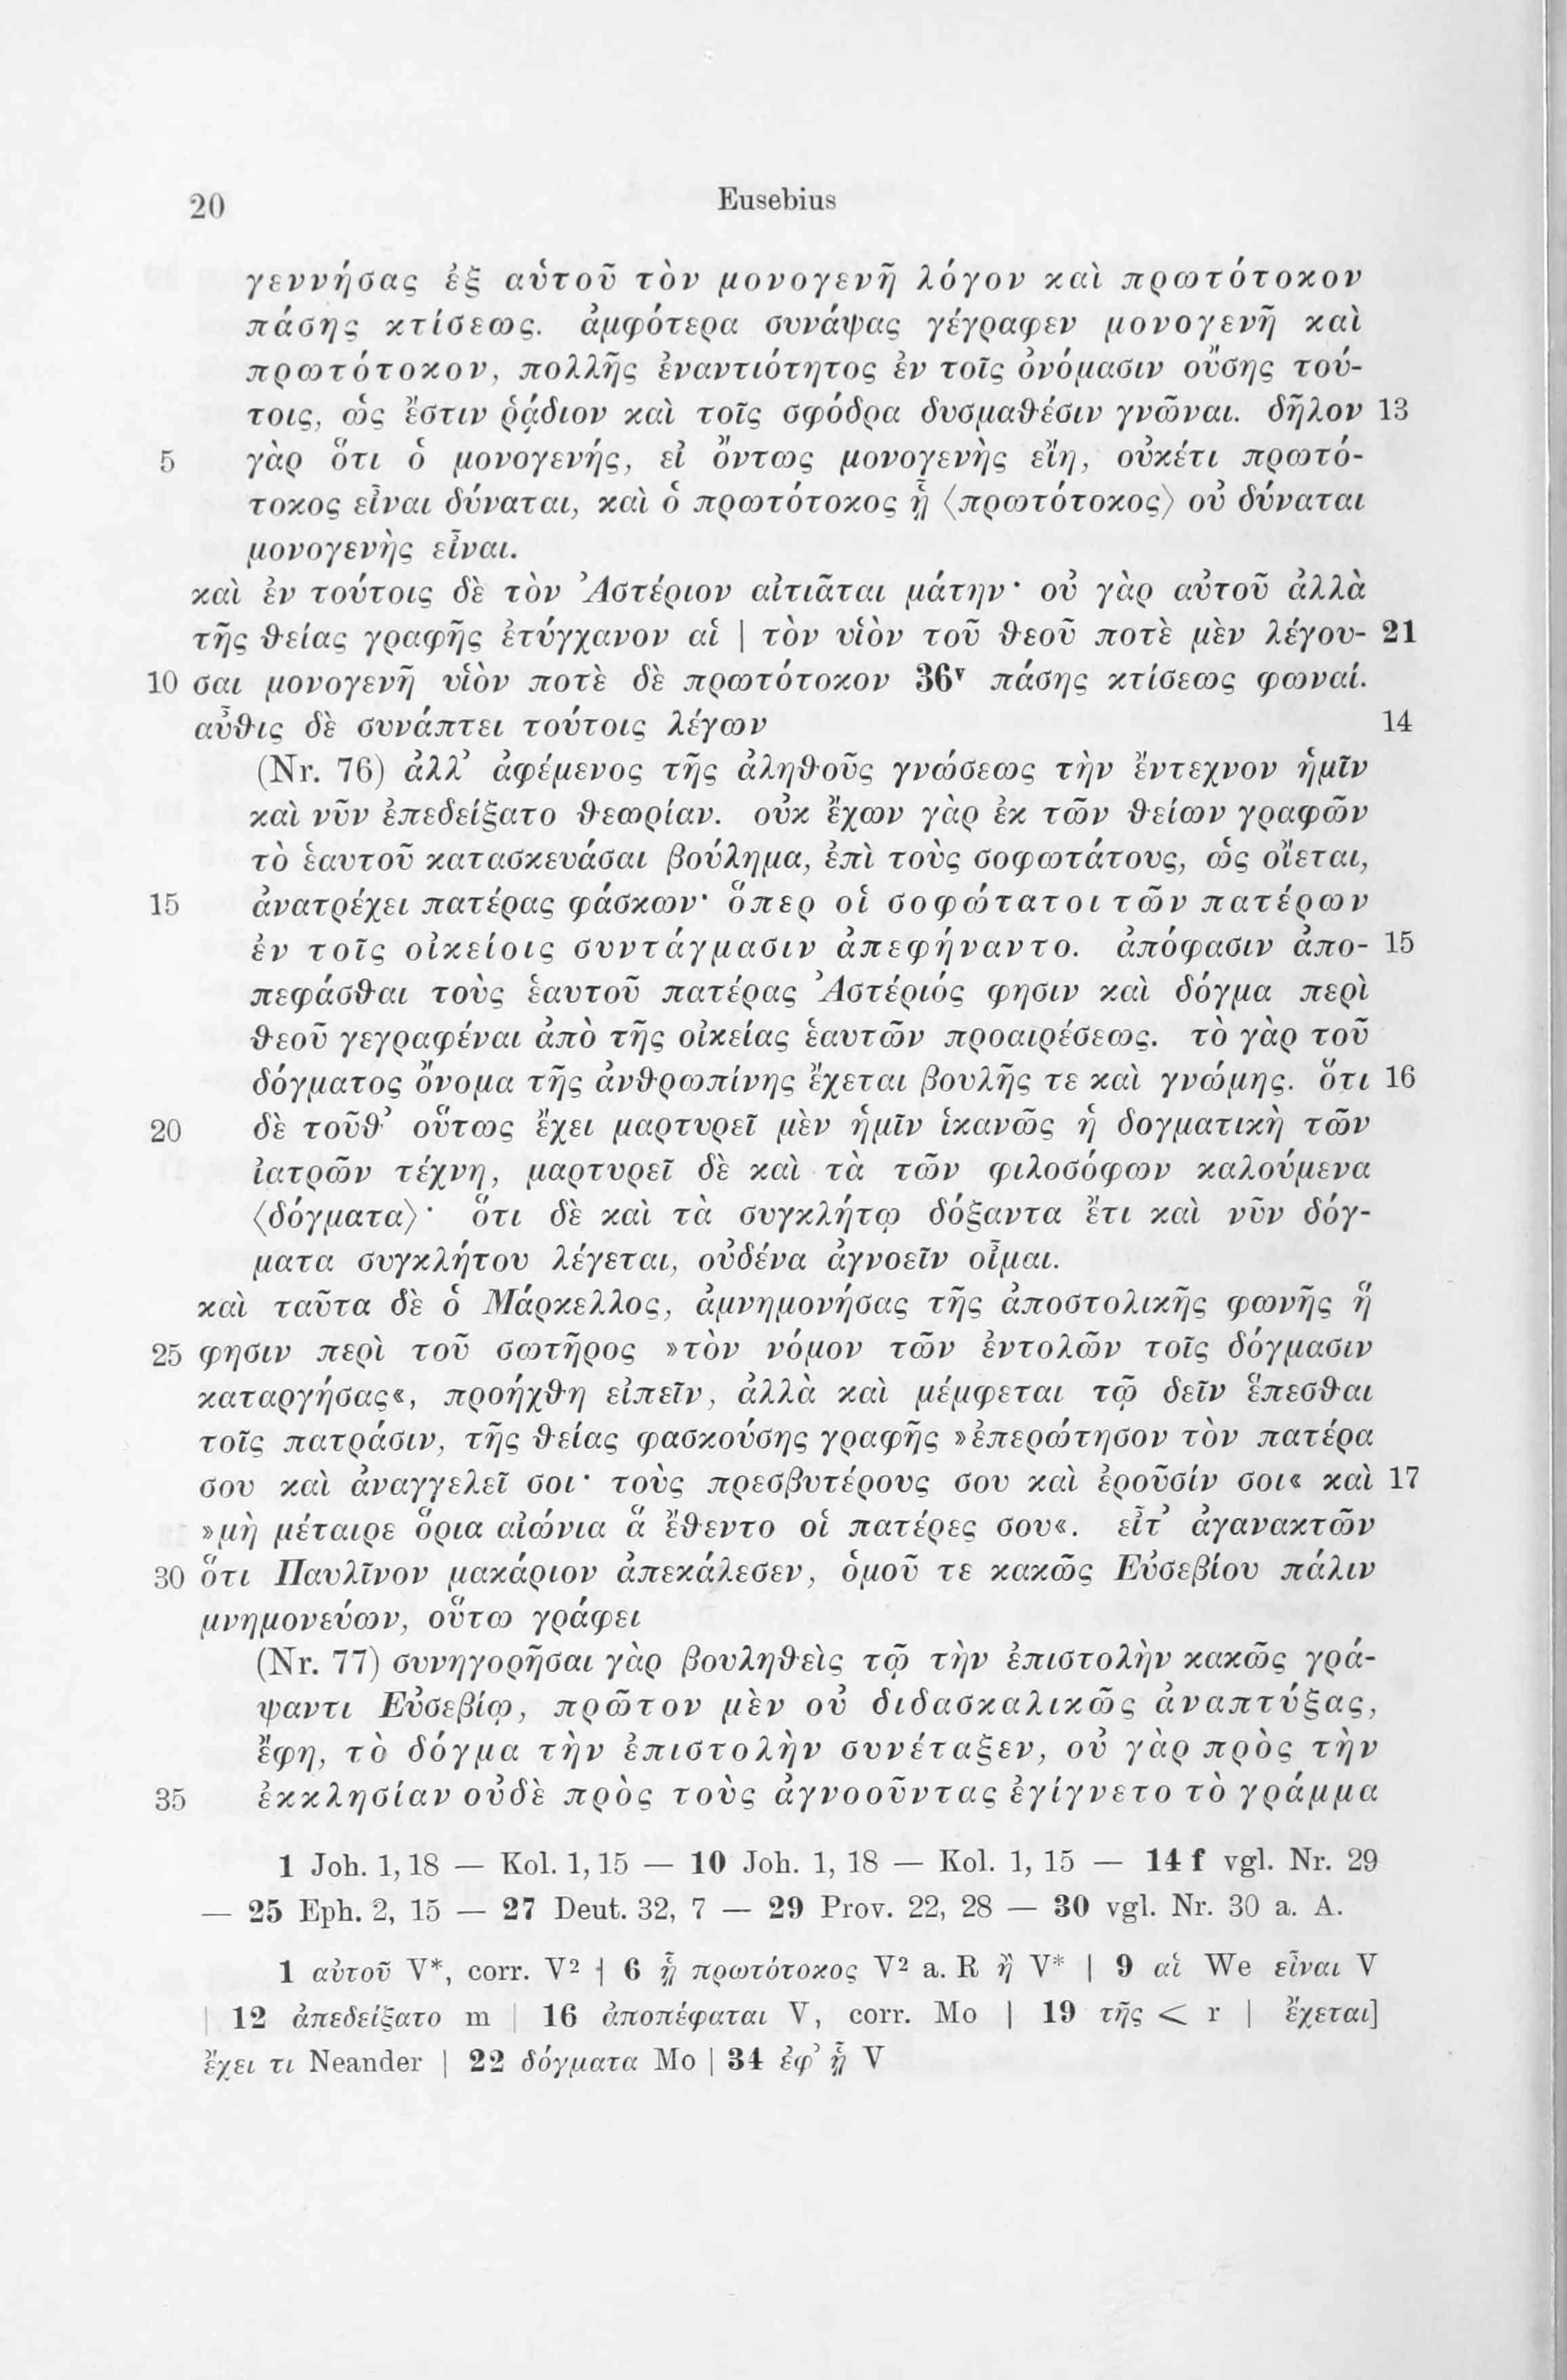 20 Eusebius
γεννήσας ἐξ αὑτοῦ τὸν μονογενῆ λόγον καὶ πρωτότοκον
πάσης κτίσεως. ἀμφότερα συνάψας γέγραφεν μονογενῆ καὶ
πρωτότοκον, πολλῆς ἐναντιότητος ἐν τοῖς ὀνόμασιν οὔσης τού-
τοις, ὡς ἔστιν ῥᾴδιον καὶ τοῖς σφόδρα δυσμαθέσιν γνῶναι. δῆλον 13
5 γὰρ ὅτι ὁ μονογενής, εἰ ὄντως μονογενὴς εἴη, οὐκέτι πρωτό-
τοκος εἶναι δύναται, καὶ ὁ πρωτότοκος ᾗ ⟨πρωτότοκος⟩ οὐ δύναται
μονογενὴς εἶναι.
καὶ ἐν τούτοις δὲ τὸν Ἀστέριον αἰτιᾶται μάτην· οὐ γὰρ αὐτοῦ ἀλλὰ
τῆς θείας γραφῆς ἐτύγχανον αἱ | τὸν υἱὸν τοῦ θεοῦ ποτὲ μὲν λέγου- 21
10 σαι μονογενῆ υἱὸν ποτὲ δὲ πρωτότοκον 36ᵛ πάσης κτίσεως φωναί.
αὖθις δὲ συνάπτει τούτοις λέγων 14
(Nr. 76) ἀλλ’ ἀφέμενος τῆς ἀληθοῦς γνώσεως τὴν ἔντεχνον ἡμῖν
καὶ νῦν ἐπεδείξατο θεωρίαν. οὐκ ἔχων γὰρ ἐκ τῶν θείων γραφῶν
τὸ ἑαυτοῦ κατασκευάσαι βούλημα, ἐπὶ τοὺς σοφωτάτους, ὡς οἴεται,
15 ἀνατρέχει πατέρας φάσκων· ὅπερ οἱ σοφώτατοι τῶν πατέρων
ἐν τοῖς οἰκείοις συντάγμασιν ἀπεφήναντο. ἀπόφασιν ἀπο- 15
πεφάσθαι τοὺς ἑαυτοῦ πατέρας Ἀστέριός φησιν καὶ δόγμα περὶ
θεοῦ γεγραφέναι ἀπὸ τῆς οἰκείας ἑαυτῶν προαιρέσεως. τὸ γὰρ τοῦ
δόγματος ὄνομα τῆς ἀνθρωπίνης ἔχεται βουλῆς τε καὶ γνώμης. ὅτι 16
20 δὲ τοῦθ’ οὕτως ἔχει μαρτυρεῖ μὲν ἡμῖν ἱκανῶς ἡ δογματικὴ τῶν
ἰατρῶν τέχνη, μαρτυρεῖ δὲ καὶ τὰ τῶν φιλοσόφων καλούμενα
⟨δόγματα⟩· ὅτι δὲ καὶ τὰ συγκλήτῳ δόξαντα ἔτι καὶ νῦν δόγ-
ματα συγκλήτου λέγεται, οὐδένα ἀγνοεῖν οἶμαι.
καὶ ταῦτα δὲ ὁ Μάρκελλος, ἀμνημονήσας τῆς ἀποστολικῆς φωνῆς ἥ
25 φησιν περὶ τοῦ σωτῆρος »τὸν νόμον τῶν ἐντολῶν τοῖς δόγμασιν
καταργήσας«, προήχθη εἰπεῖν, ἀλλὰ καὶ μέμφεται τῷ δεῖν ἕπεσθαι
τοῖς πατράσιν, τῆς θείας φασκούσης γραφῆς »ἐπερώτησον τὸν πατέρα
σου καὶ ἀναγγελεῖ σοι· τοὺς πρεσβυτέρους σου καὶ ἐροῦσίν σοι« καὶ 17
»μὴ μέταιρε ὅρια αἰώνια ἃ ἔθεντο οἱ πατέρες σου«. εἶτ’ ἀγανακτῶν
30 ὅτι Παυλῖνον μακάριον ἀπεκάλεσεν, ὁμοῦ τε κακῶς Εὐσεβίου πάλιν
μνημονεύων, οὕτω γράφει
(Nr. 77) συνηγορῆσαι γὰρ βουληθεὶς τῷ τὴν ἐπιστολὴν κακῶς γρά-
ψαντι Εὐσεβίῳ, πρῶτον μὲν οὐ διδασκαλικῶς ἀναπτύξας,
ἔφη, τὸ δόγμα τὴν ἐπιστολὴν συνέταξεν, οὐ γὰρ πρὸς τὴν
35 ἐκκλησίαν οὐδὲ πρὸς τοὺς ἀγνοοῦντας ἐγίγνετο τὸ γράμμα
1 Joh. 1,18 — Kol. 1,15 — 10 Joh. 1, 18 — Kol. 1, 15 — 14 f vgl. Nr. 29
— 25 Eph. 2, 15 — 27 Deut. 32, 7 — 29 Prov. 22, 28 — 30 vgl. Nr. 30 a. A.
1 αὐτοῦ V*, corr. V² | 6 ᾗ πρωτότοκος V² a. R ἢ V* | 9 αἱ We εἶναι V
| 12 ἀπεδείξατο m | 16 ἀποπέφαται V, corr. Mo | 19 τῆς < r | ἔχεται]
ἔχει τι Neander | 22 δόγματα Mo | 34 ἐφ’ ᾗ V